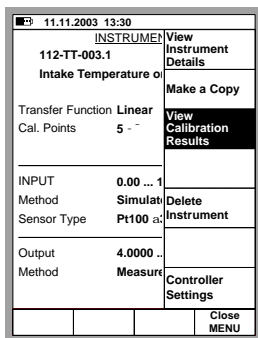 11.11.2003 13:30
INSTRUMEN
112-TT-003.1
Intake Temperature o
Transfer Function Linear
Cal. Points 5 -
INPUT 0.00 ... 1
Method Simulat
Sensor Type Pt100
Output 4.0000 ..
Method Measure
View
Instrument
Details
Make a Copy
View
Calibration
Results
Delete
Instrument
Controller
Settings
Close
MENU